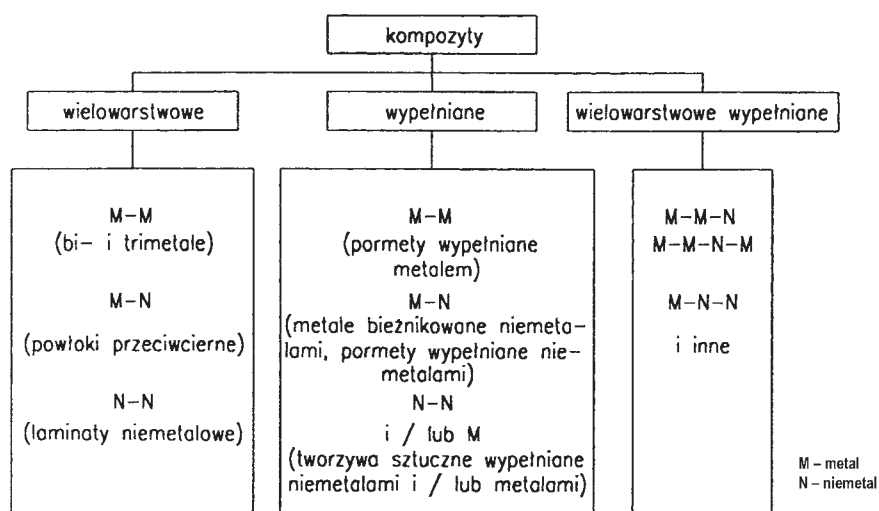 kompozyty
wielowarstwowe
wypełniane
wielowarstwowe wypełniane
M–M
(bi– i trimetale)
M–N
(powłoki przeciwcierne)
N–N
(laminaty niemetalowe)
M–M
(pormety wypełniane
metalem)
M–N
(metale bieżnikowane niemeta-
lami, pormety wypełniane nie-
metalami)
N–N
i / lub M
(tworzywa sztuczne wypełniane
niemetalami i / lub metalami)
M–M–N
M–M–N–M
M–N–N
i inne
M – metal
N – niemetal